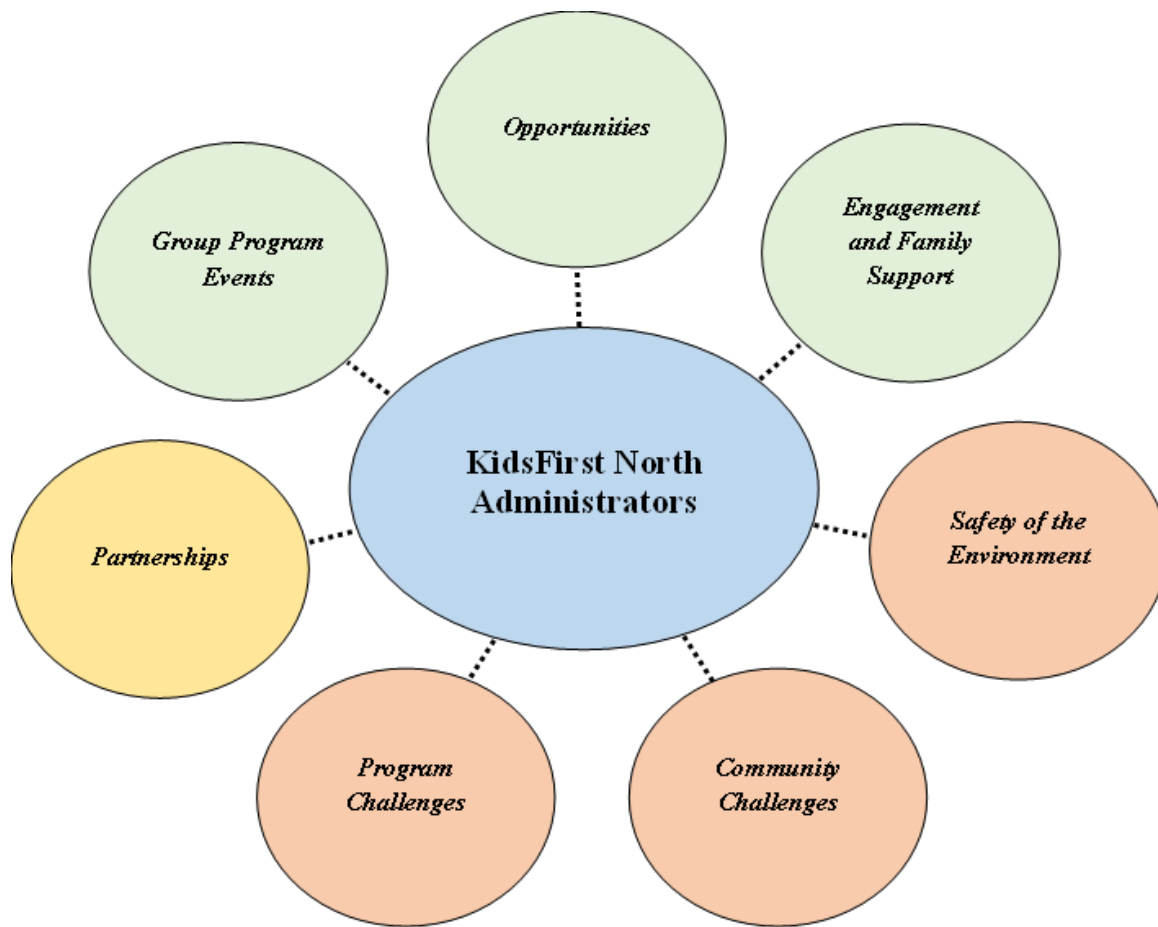 Opportunities
Engagement
and Family
Support
Group Program
Events
KidsFirst North
Administrators
Safety of the
Environment
Partnerships
Program
Challenges
Community
Challenges